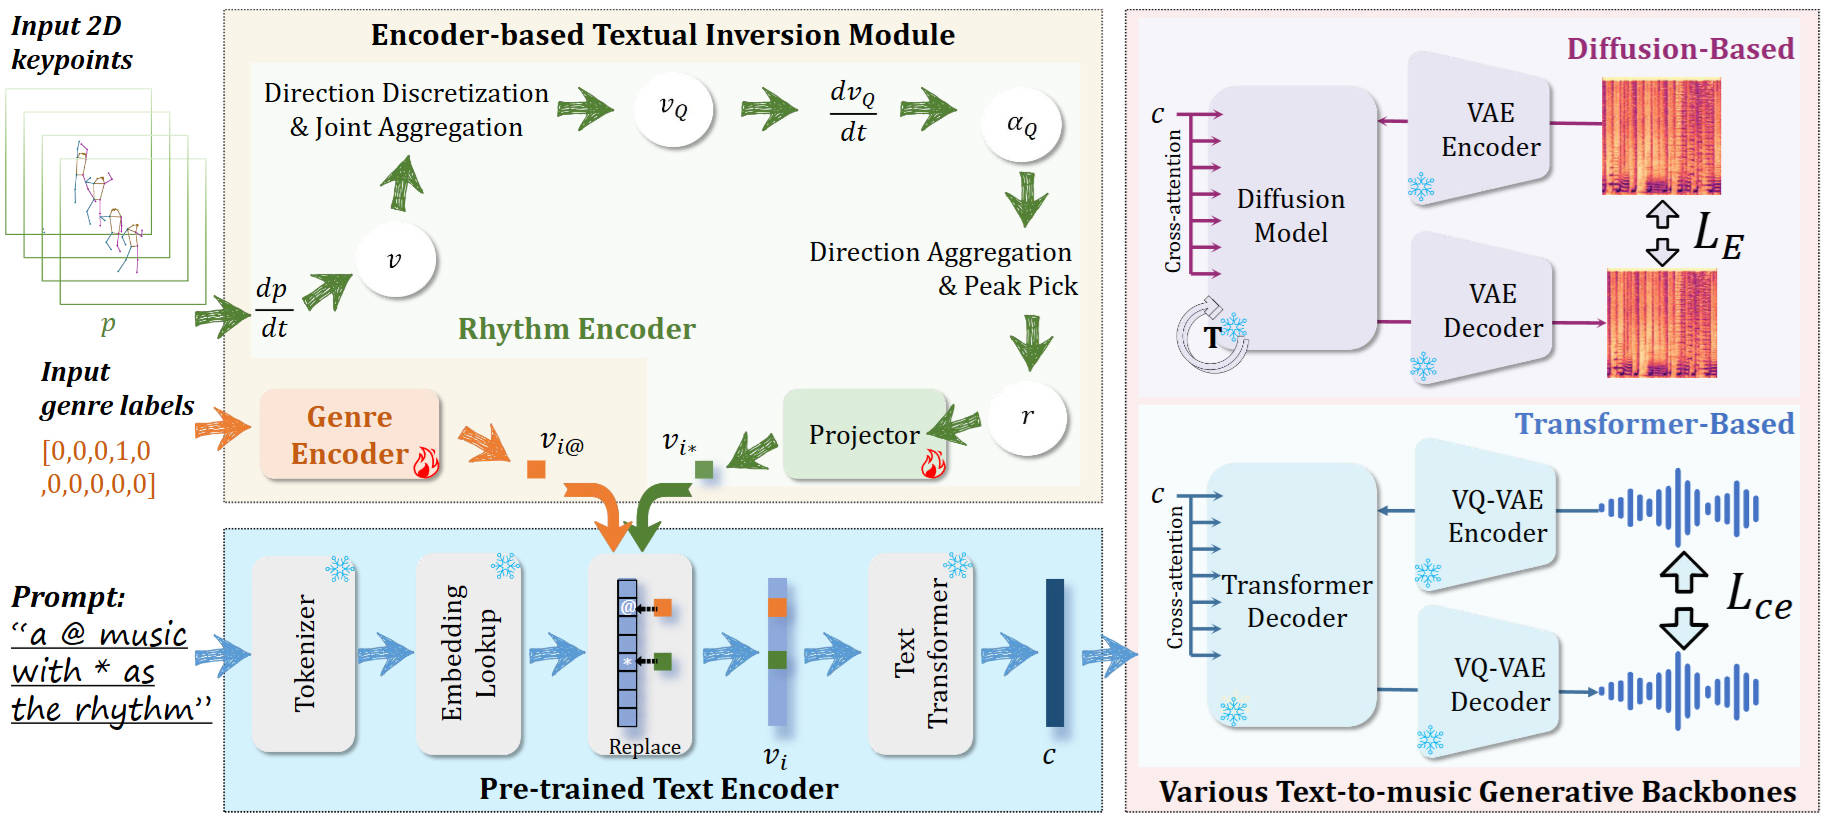 Input 2D
keypoints
p
Input
genre labels
[0,0,0,1,0
,0,0,0,0,0]
Prompt:
“a @ music
with * as
the rhythm”
Encoder-based Textual Inversion Module
Direction Discretization
& Joint Aggregation
v_Q
dv_Q
dt
α_Q
v
dp
dt
Rhythm Encoder
Direction Aggregation
& Peak Pick
r
Projector
Genre
Encoder
v_{i@}
v_{i*}
Tokenizer
Embedding
Lookup
@
*
Replace
v_i
Text
Transformer
c
Pre-trained Text Encoder
Diffusion-Based
c
Cross-attention
Diffusion
Model
T
VAE
Encoder
VAE
Decoder
L_E
Transformer-Based
c
Cross-attention
Transformer
Decoder
VQ-VAE
Encoder
VQ-VAE
Decoder
L_{ce}
Various Text-to-music Generative Backbones